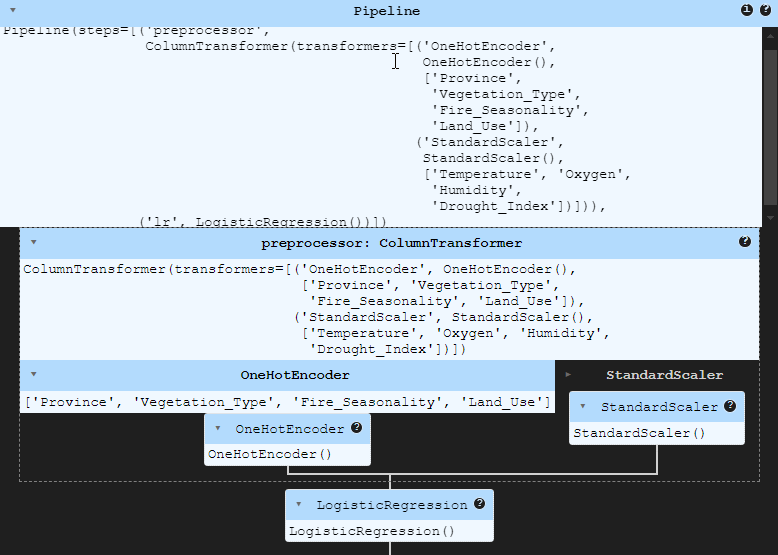 Pipeline
Pipeline(steps=[('preprocessor',
ColumnTransformer(transformers=[('OneHotEncoder',
OneHotEncoder(),
['Province',
'Vegetation_Type',
'Fire_Seasonality',
'Land_Use']),
('StandardScaler',
StandardScaler(),
['Temperature', 'Oxygen',
'Humidity',
'Drought_Index'])])),
('lr', LogisticRegression())])
preprocessor: ColumnTransformer
ColumnTransformer(transformers=[('OneHotEncoder', OneHotEncoder(),
['Province', 'Vegetation_Type',
'Fire_Seasonality', 'Land_Use']),
('StandardScaler', StandardScaler(),
['Temperature', 'Oxygen', 'Humidity',
'Drought_Index'])])
OneHotEncoder
['Province', 'Vegetation_Type', 'Fire_Seasonality', 'Land_Use']
OneHotEncoder
OneHotEncoder()
StandardScaler
StandardScaler
StandardScaler()
LogisticRegression
LogisticRegression()